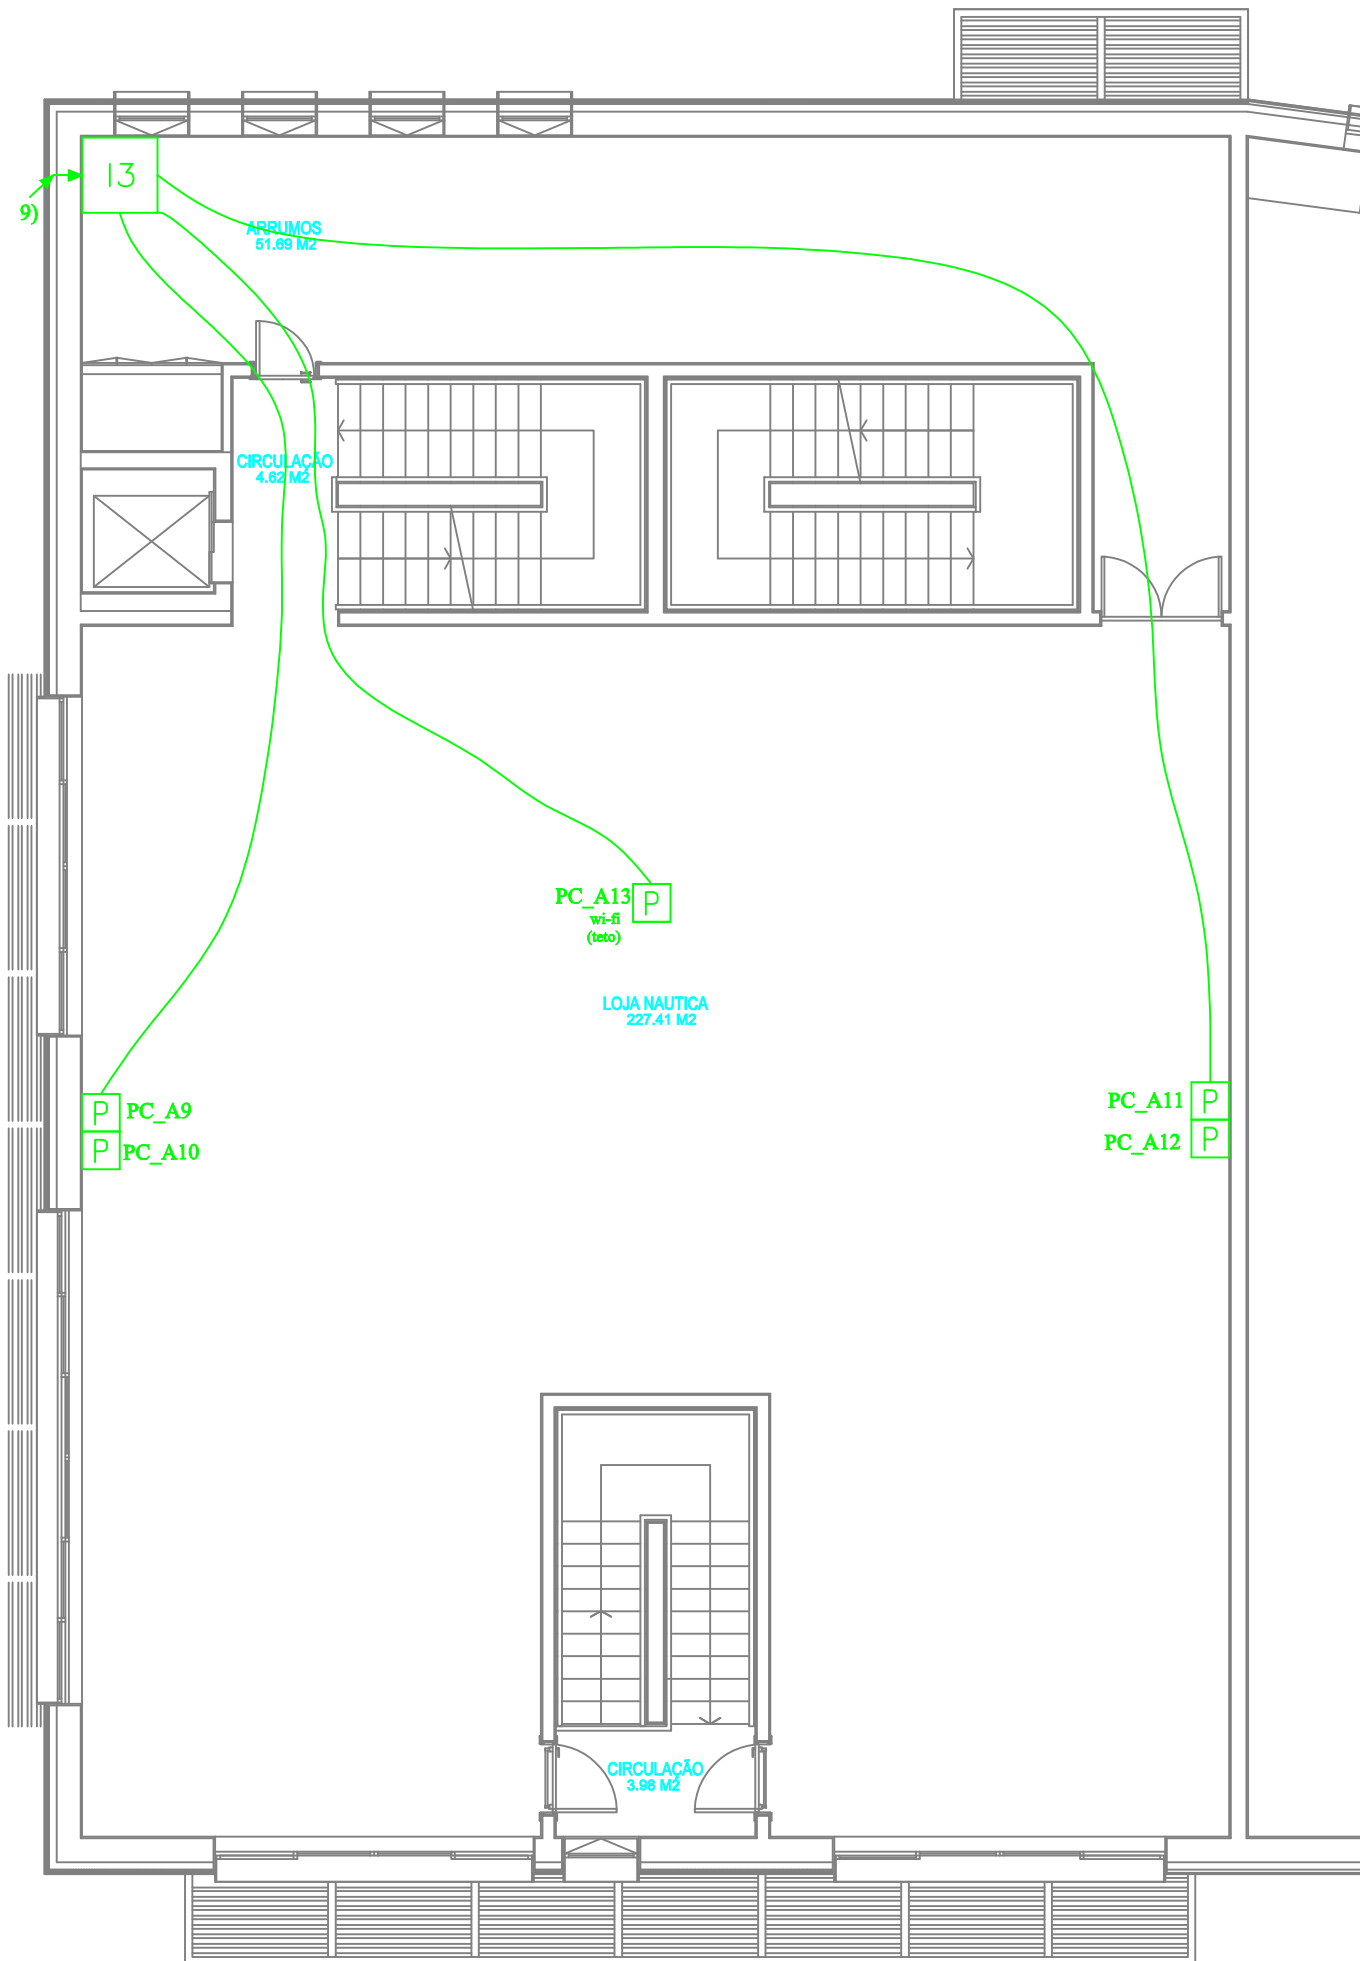 I3
9)
ARRUMOS
51.69 M2
CIRCULAÇÃO
4.62 M2
PC_A13
P
wi-fi
(teto)
LOJA NAUTICA
227.41 M2
P
PC_A9
P
PC_A10
PC_A11
P
PC_A12
P
CIRCULAÇÃO
3.98 M2